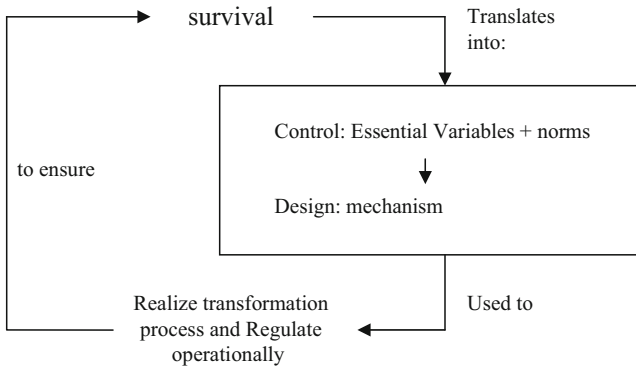 survival
Translates
into:
Control: Essential Variables + norms
Design: mechanism
to ensure
Used to
Realize transformation
process and Regulate
operationally